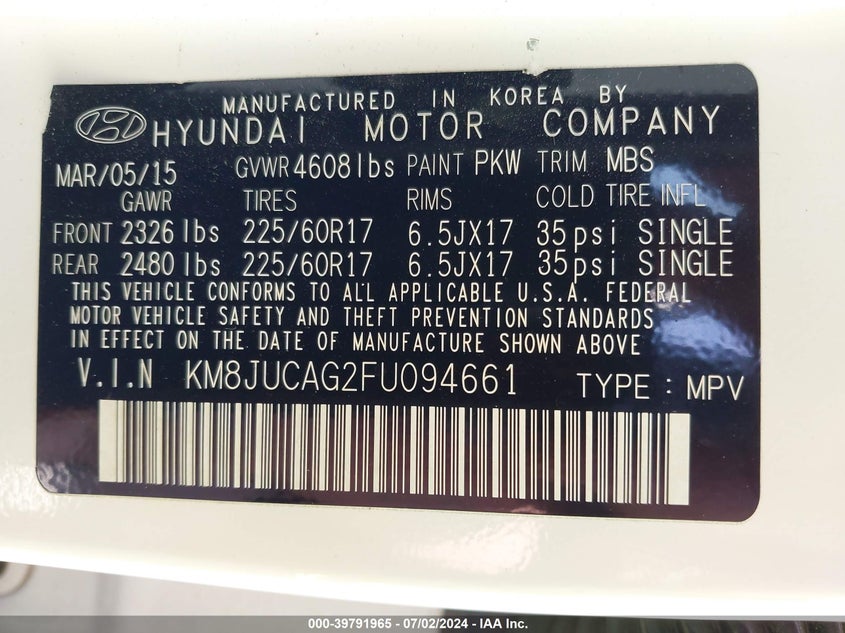 MANUFACTURED IN KOREA BY
HYUNDAI MOTOR COMPANY
MAR/05/15 GVWR 4608lbs PAINT PKW TRIM MBS
GAWR TIRES RIMS COLD TIRE INFL
FRONT 2326 lbs 225/60R17 6.5JX17 35psi SINGLE
REAR 2480 lbs 225/60R17 6.5JX17 35psi SINGLE
THIS VEHICLE CONFORMS TO ALL APPLICABLE U.S.A. FEDERAL
MOTOR VEHICLE SAFETY AND THEFT PREVENTION STANDARDS
IN EFFECT ON THE DATE OF MANUFACTURE SHOWN ABOVE
V.I.N KM8JUCAG2FU094661 TYPE : MPV
000-39791965 - 07/02/2024 - IAA Inc.